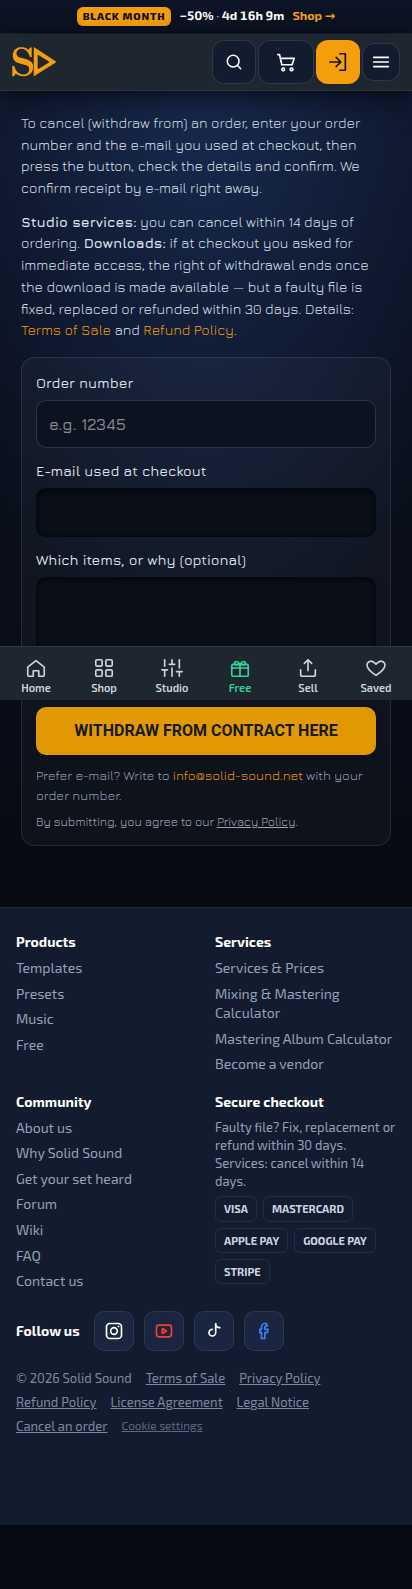 BLACK MONTH −50% · 4d 16h 9m Shop →
To cancel (withdraw from) an order, enter your order
number and the e-mail you used at checkout, then
press the button, check the details and confirm. We
confirm receipt by e-mail right away.
Studio services: you can cancel within 14 days of
ordering. Downloads: if at checkout you asked for
immediate access, the right of withdrawal ends once
the download is made available — but a faulty file is
fixed, replaced or refunded within 30 days. Details:
Terms of Sale and Refund Policy.
Order number
e.g. 12345
E-mail used at checkout
Which items, or why (optional)
Home Shop Studio Free Sell Saved
WITHDRAW FROM CONTRACT HERE
Prefer e-mail? Write to info@solid-sound.net with your
order number.
By submitting, you agree to our Privacy Policy.
Products
Templates
Presets
Music
Free
Services
Services & Prices
Mixing & Mastering
Calculator
Mastering Album Calculator
Become a vendor
Community
About us
Why Solid Sound
Get your set heard
Forum
Wiki
FAQ
Contact us
Secure checkout
Faulty file? Fix, replacement or
refund within 30 days.
Services: cancel within 14
days.
VISA MASTERCARD
APPLE PAY GOOGLE PAY
STRIPE
Follow us
© 2026 Solid Sound Terms of Sale Privacy Policy
Refund Policy License Agreement Legal Notice
Cancel an order Cookie settings